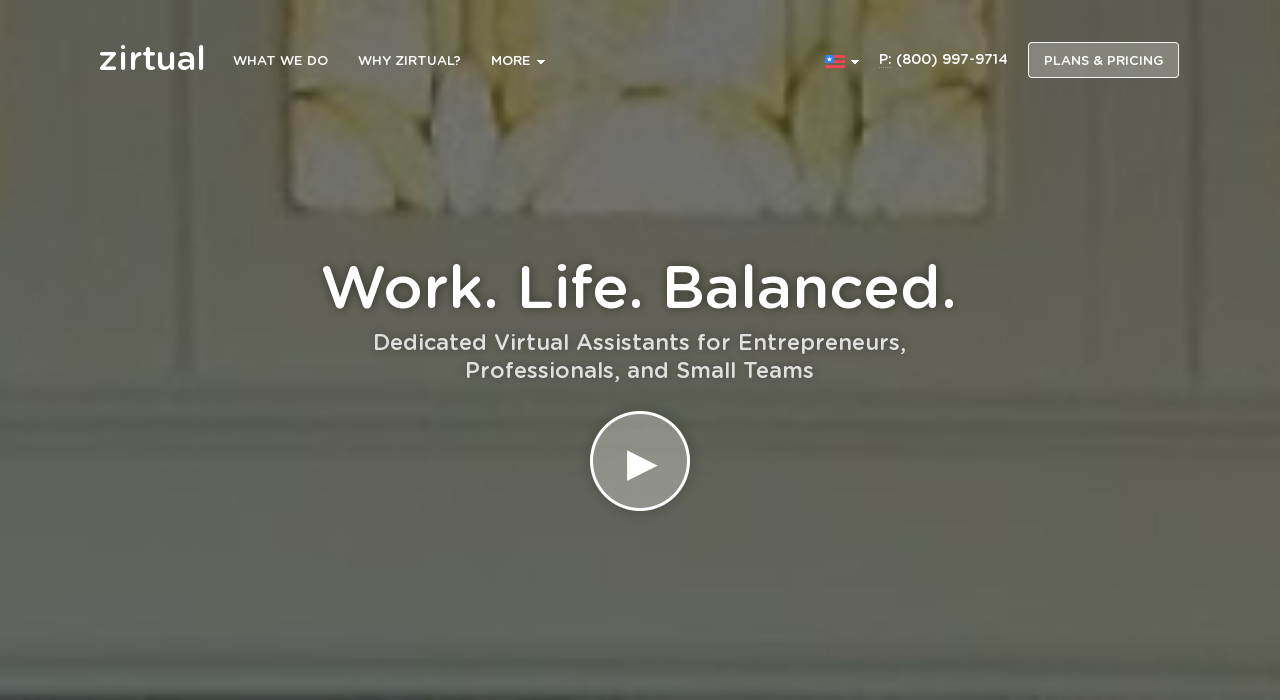 zirtual
WHAT WE DO
WHY ZIRTUAL?
MORE
P: (800) 997-9714
PLANS & PRICING
Work. Life. Balanced.
Dedicated Virtual Assistants for Entrepreneurs,
Professionals, and Small Teams